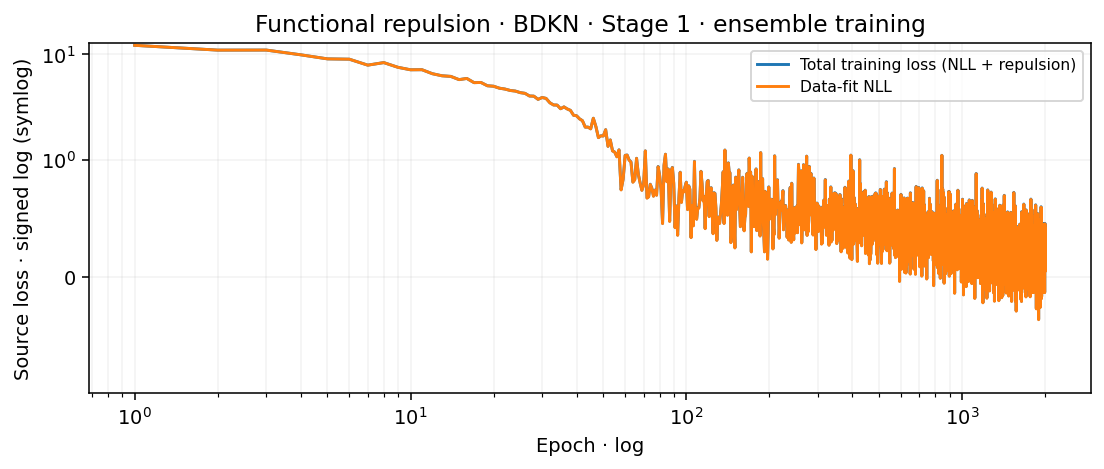 Functional repulsion · BDKN · Stage 1 · ensemble training
Source loss · signed log (symlog)
10¹
10⁰
0
Total training loss (NLL + repulsion)
Data-fit NLL
10⁰ 10¹ 10² 10³
Epoch · log